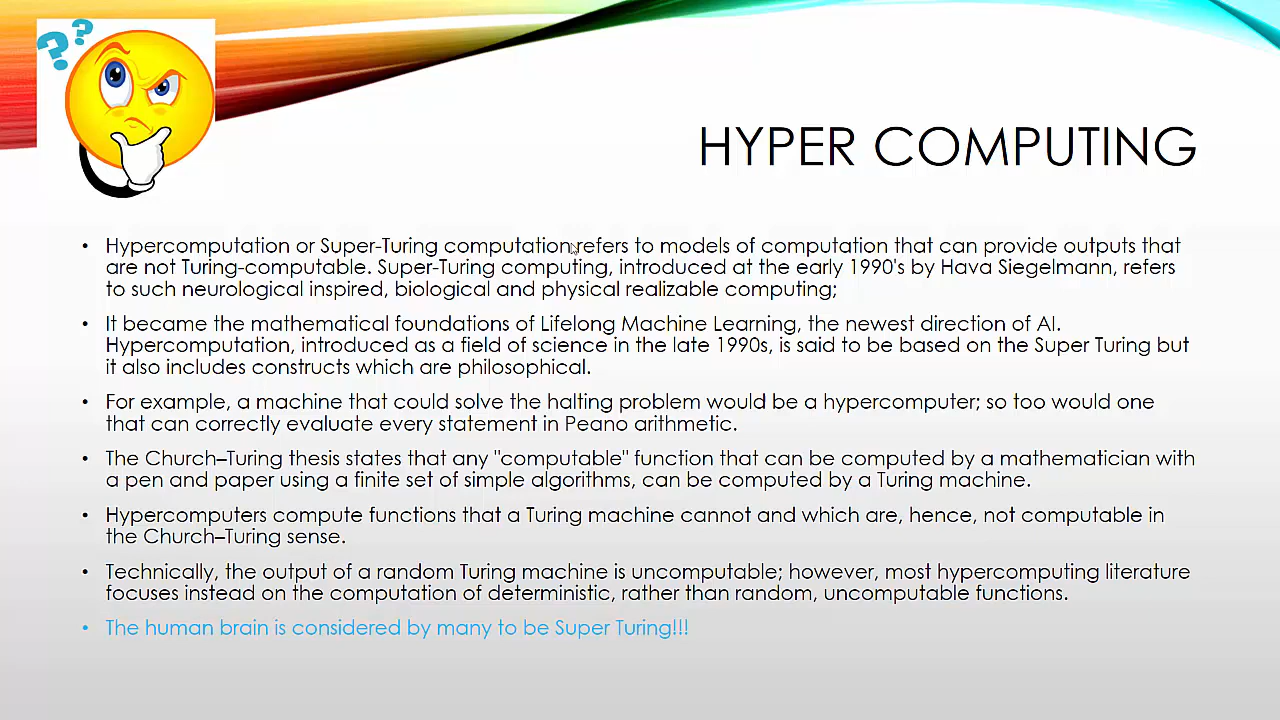 ? ?
HYPER COMPUTING
• Hypercomputation or Super-Turing computation refers to models of computation that can provide outputs that
are not Turing-computable. Super-Turing computing, introduced at the early 1990's by Hava Siegelmann, refers
to such neurological inspired, biological and physical realizable computing;
• It became the mathematical foundations of Lifelong Machine Learning, the newest direction of AI.
Hypercomputation, introduced as a field of science in the late 1990s, is said to be based on the Super Turing but
it also includes constructs which are philosophical.
• For example, a machine that could solve the halting problem would be a hypercomputer; so too would one
that can correctly evaluate every statement in Peano arithmetic.
• The Church–Turing thesis states that any "computable" function that can be computed by a mathematician with
a pen and paper using a finite set of simple algorithms, can be computed by a Turing machine.
• Hypercomputers compute functions that a Turing machine cannot and which are, hence, not computable in
the Church–Turing sense.
• Technically, the output of a random Turing machine is uncomputable; however, most hypercomputing literature
focuses instead on the computation of deterministic, rather than random, uncomputable functions.
• The human brain is considered by many to be Super Turing!!!